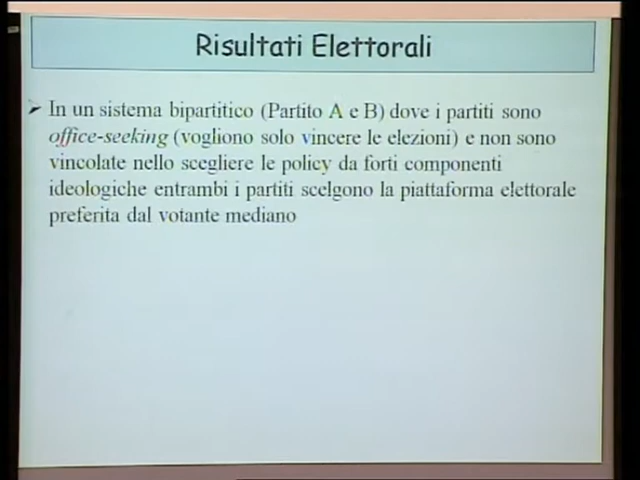 Risultati Elettorali
➢ In un sistema bipartitico (Partito A e B) dove i partiti sono
office-seeking (vogliono solo vincere le elezioni) e non sono
vincolate nello scegliere le policy da forti componenti
ideologiche entrambi i partiti scelgono la piattaforma elettorale
preferita dal votante mediano